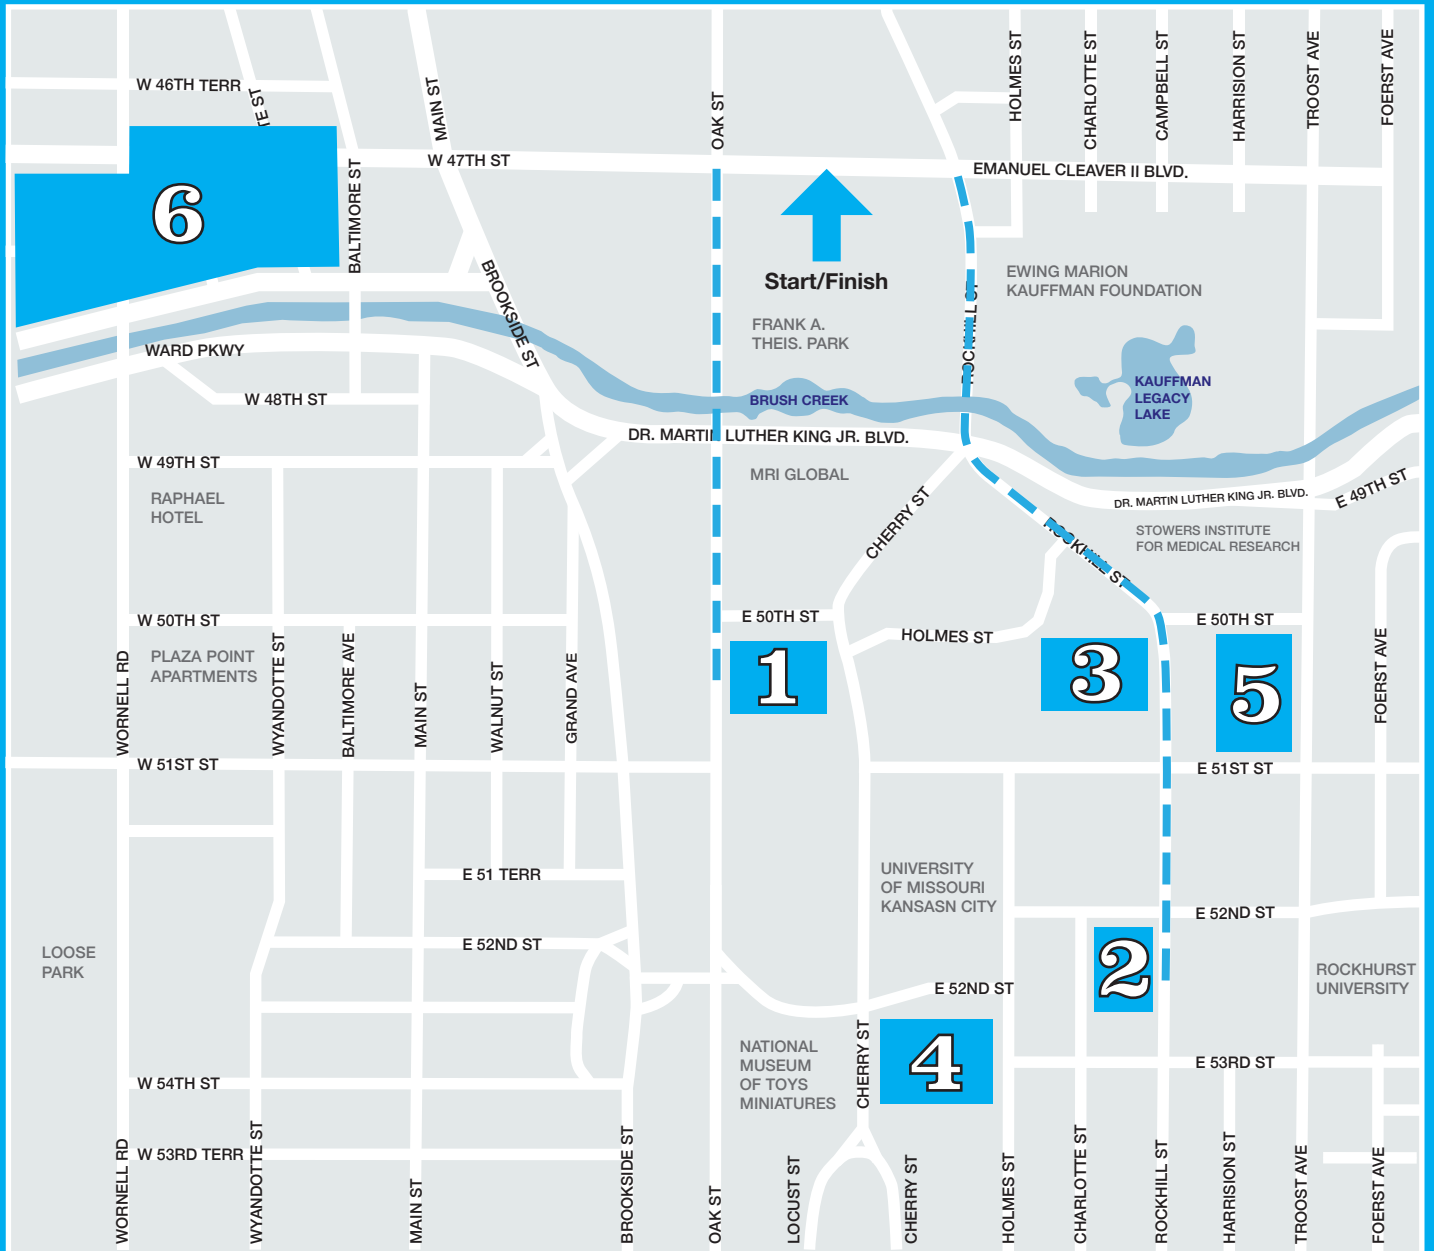 W 46TH TERR
TE ST
MAIN ST
OAK ST
HOLMES ST
CHARLOTTE ST
CAMPBELL ST
HARRISION ST
TROOST AVE
FOERST AVE
W 47TH ST
EMANUEL CLEAVER II BLVD.
6
BALTIMORE ST
Start/Finish
BROOKSIDE ST
ROCKHILL ST
EWING MARION
KAUFFMAN FOUNDATION
FRANK A.
THEIS. PARK
WARD PKWY
W 48TH ST
BRUSH CREEK
KAUFFMAN
LEGACY
LAKE
DR. MARTIN LUTHER KING JR. BLVD.
W 49TH ST
MRI GLOBAL
RAPHAEL
HOTEL
CHERRY ST
DR. MARTIN LUTHER KING JR. BLVD.
E 49TH ST
ROCKHILL ST
STOWERS INSTITUTE
FOR MEDICAL RESEARCH
W 50TH ST
E 50TH ST
HOLMES ST
E 50TH ST
PLAZA POINT
APARTMENTS
WORNELL RD
WYANDOTTE ST
BALTIMORE AVE
MAIN ST
WALNUT ST
GRAND AVE
1
3
5
FOERST AVE
W 51ST ST
E 51ST ST
E 51 TERR
UNIVERSITY
OF MISSOURI
KANSASN CITY
E 52ND ST
E 52ND ST
LOOSE
PARK
2
ROCKHURST
UNIVERSITY
E 52ND ST
NATIONAL
MUSEUM
OF TOYS
MINIATURES
CHERRY ST
4
E 53RD ST
W 54TH ST
W 53RD TERR
WORNELL RD
WYANDOTTE ST
MAIN ST
BROOKSIDE ST
OAK ST
LOCUST ST
CHERRY ST
HOLMES ST
CHARLOTTE ST
ROCKHILL ST
HARRISION ST
TROOST AVE
FOERST AVE